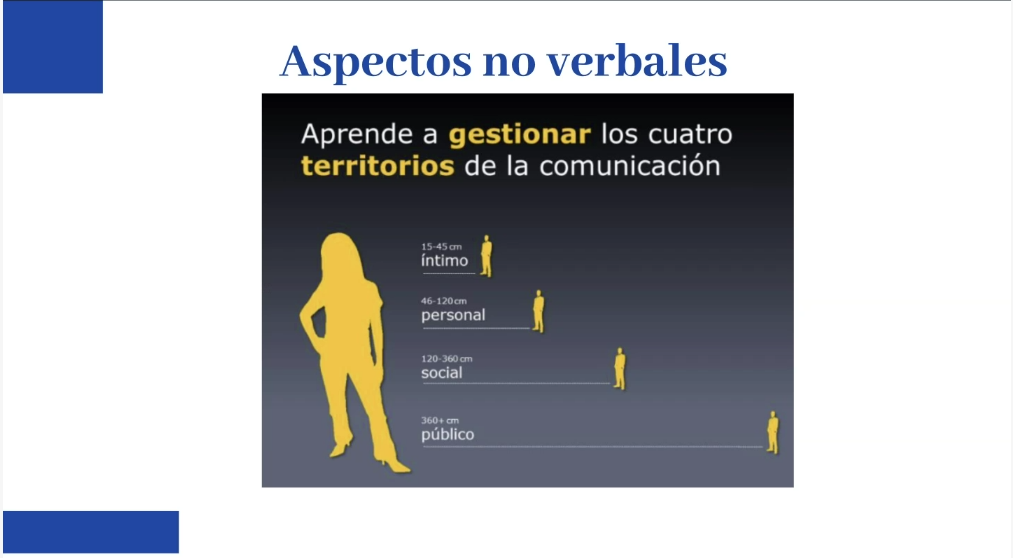 Aspectos no verbales
Aprende a gestionar los cuatro
territorios de la comunicación
15-45 cm
íntimo
46-120 cm
personal
120-360 cm
social
360+ cm
público